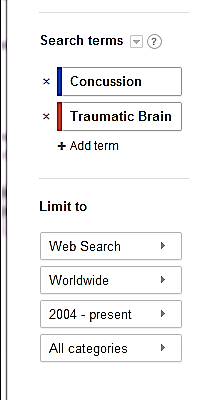 Search terms ?
× Concussion
× Traumatic Brain
+ Add term
Limit to
Web Search
Worldwide
2004 - present
All categories